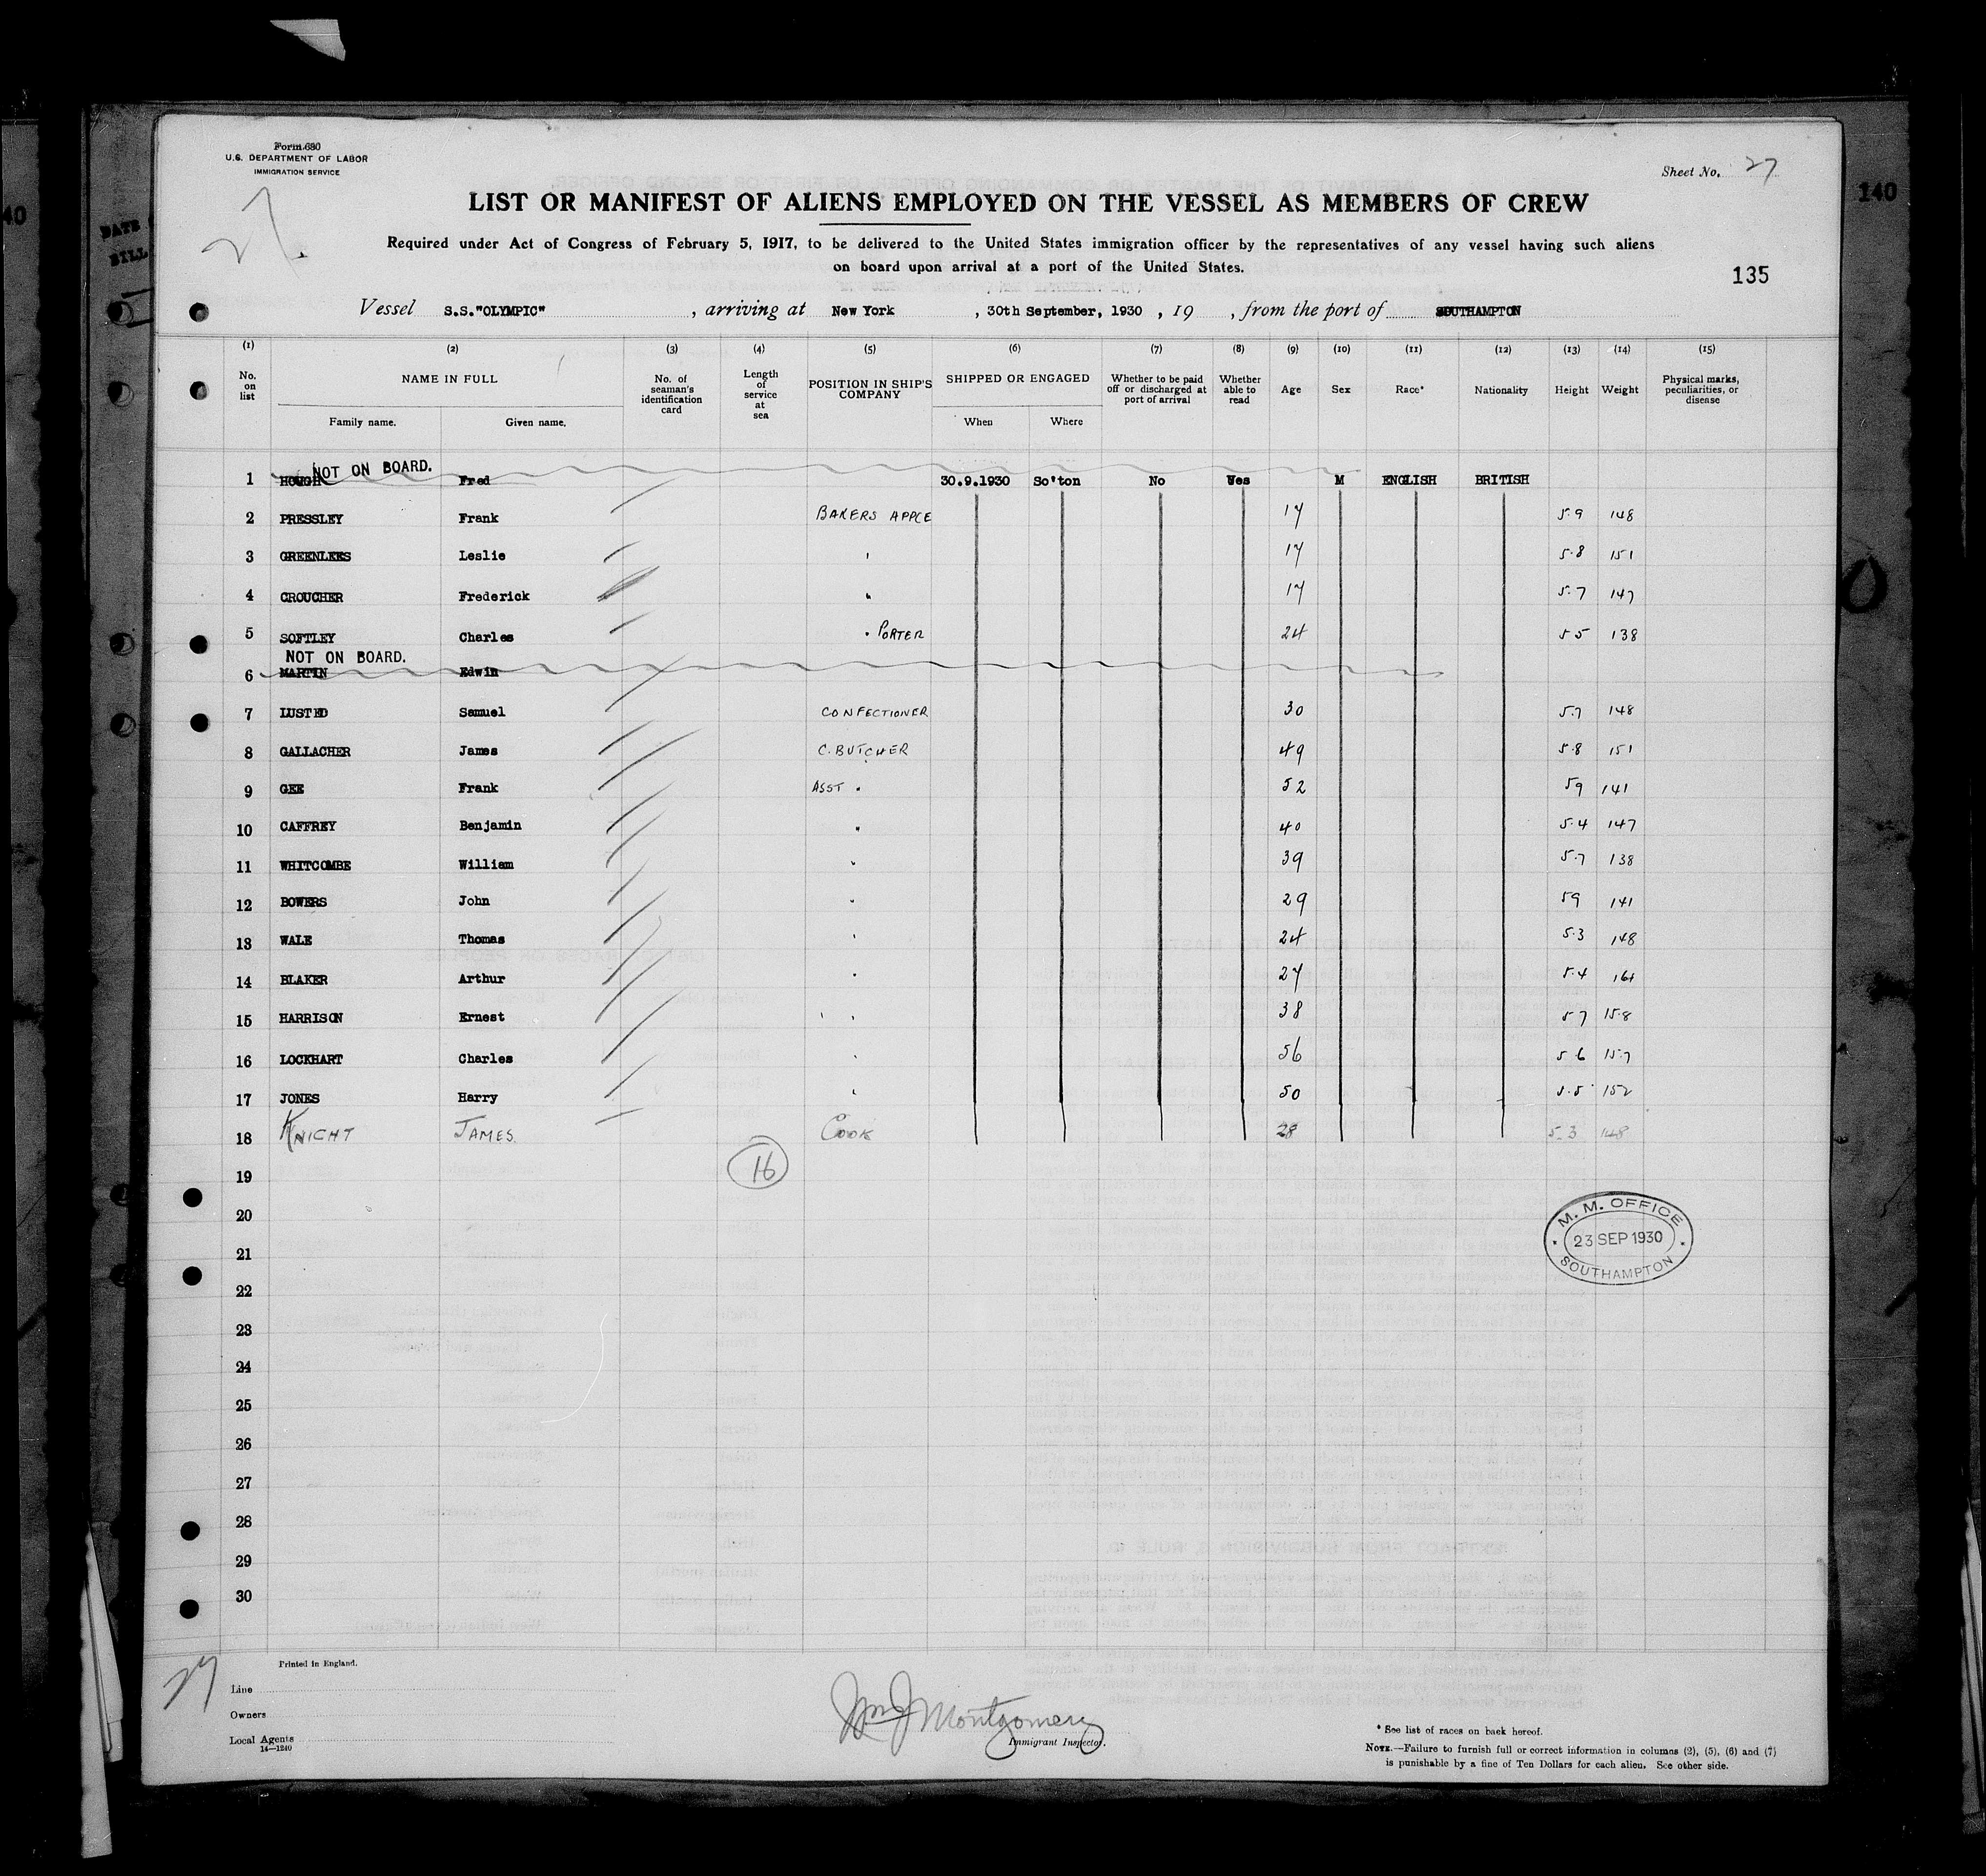 Form 680
U.S. DEPARTMENT OF LABOR
IMMIGRATION SERVICE
Sheet No. 27
27
LIST OR MANIFEST OF ALIENS EMPLOYED ON THE VESSEL AS MEMBERS OF CREW
Required under Act of Congress of February 5, 1917, to be delivered to the United States immigration officer by the representatives of any vessel having such aliens
on board upon arrival at a port of the United States.
135
140
40
DATE
BILL
Vessel S.S."OLYMPIC", arriving at New York, 30th September, 1930, 19 , from the port of SOUTHAMPTON
(1) (2) (3) (4) (5) (6) (7) (8) (9) (10) (11) (12) (13) (14) (15)
No. on list NAME IN FULL Family name. Given name. No. of seaman's identification card Length of service at sea POSITION IN SHIP'S COMPANY SHIPPED OR ENGAGED When Where Whether to be paid off or discharged at port of arrival Whether able to read Age Sex Race* Nationality Height Weight Physical marks, peculiarities, or disease
NOT ON BOARD.
1 HOUGH Fred 30.9.1930 So'ton No Yes M ENGLISH BRITISH
2 PRESSLEY Frank BAKERS APPCE 17 5.9 148
3 GREENLEES Leslie " 17 5.8 151
4 CROUCHER Frederick " 17 5.7 147
5 SOFTLEY Charles " PORTER 24 5 5 138
NOT ON BOARD.
6 MARTIN Edwin
7 LUSTED Samuel CONFECTIONER 30 5.7 148
8 GALLACHER James C. BUTCHER 49 5.8 151
9 GEE Frank ASST " 52 5 9 141
10 CAFFREY Benjamin " 40 5.4 147
11 WHITCOMBE William " 39 5.7 138
12 BOWERS John " 29 5 9 141
13 WALE Thomas " 24 5.3 148
14 BLAKER Arthur " 27 5.4 161
15 HARRISON Ernest " " 38 5 7 158
16 LOCKHART Charles " 56 5 6 157
17 JONES Harry " 50 5.5 152
18 KNIGHT JAMES. COOK 28 5.3 148
16
19
20
21
22
23
24
25
26
27
28
29
30
M. M. OFFICE
23 SEP 1930
SOUTHAMPTON
27
Printed in England.
Line
Owners
Local Agents
14—1240
Wm J Montgomery
Immigrant Inspector.
* See list of races on back hereof.
NOTE.—Failure to furnish full or correct information in columns (2), (5), (6) and (7)
is punishable by a fine of Ten Dollars for each alien. See other side.